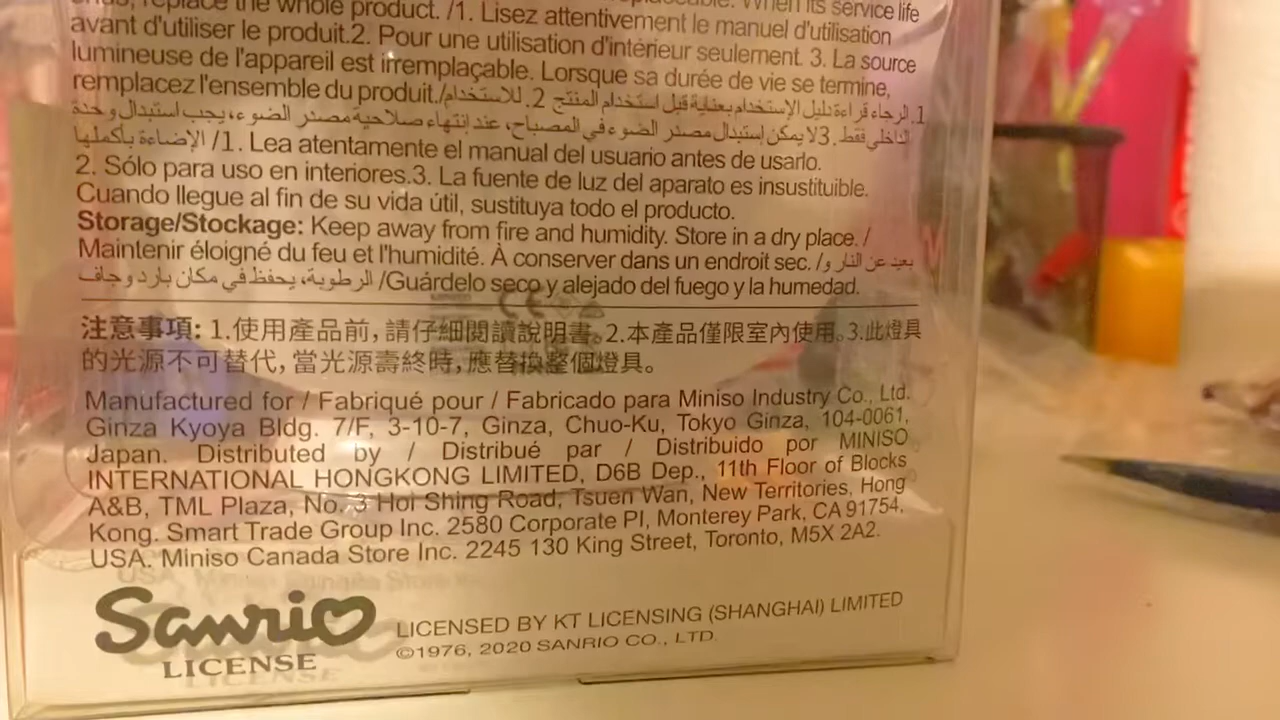 replace the whole product. /1. Lisez attentivement le manuel d'utilisation When its service life
avant d'utiliser le produit.2. Pour une utilisation d'intérieur seulement. 3. La source
lumineuse de l'appareil est irremplaçable. Lorsque sa durée de vie se termine,
remplacez l'ensemble du produit./1. الرجاء قراءة دليل الإستخدام بعناية قبل استخدام المنتج 2. للاستخدام
الداخلي فقط. 3 لا يمكن إستبدال مصدر الضوء في المصباح، عند إنتهاء صلاحية مصدر الضوء، يجب استبدال وحدة
الإضاءة بأكملها /1. Lea atentamente el manual del usuario antes de usarlo.
2. Sólo para uso en interiores.3. La fuente de luz del aparato es insustituible.
Cuando llegue al fin de su vida útil, sustituya todo el producto.
Storage/Stockage: Keep away from fire and humidity. Store in a dry place. /
Maintenir éloigné du feu et l'humidité. À conserver dans un endroit sec. / بعيد عن النار و
الرطوبة، يحفظ في مكان بارد وجاف /Guárdelo seco y alejado del fuego y la humedad.
注意事項: 1.使用產品前,請仔細閱讀說明書。2.本產品僅限室內使用。3.此燈具
的光源不可替代,當光源壽終時,應替換整個燈具。
Manufactured for / Fabriqué pour / Fabricado para Miniso Industry Co., Ltd.
Ginza Kyoya Bldg. 7/F, 3-10-7, Ginza, Chuo-Ku, Tokyo Ginza, 104-0061,
Japan. Distributed by / Distribué par / Distribuido por MINISO
INTERNATIONAL HONGKONG LIMITED, D6B Dep., 11th Floor of Blocks
A&B, TML Plaza, No. 3 Hoi Shing Road, Tsuen Wan, New Territories, Hong
Kong. Smart Trade Group Inc. 2580 Corporate Pl, Monterey Park, CA 91754,
USA. Miniso Canada Store Inc. 2245 130 King Street, Toronto, M5X 2A2.
Sanrio
LICENSE
LICENSED BY KT LICENSING (SHANGHAI) LIMITED
©1976, 2020 SANRIO CO., LTD.